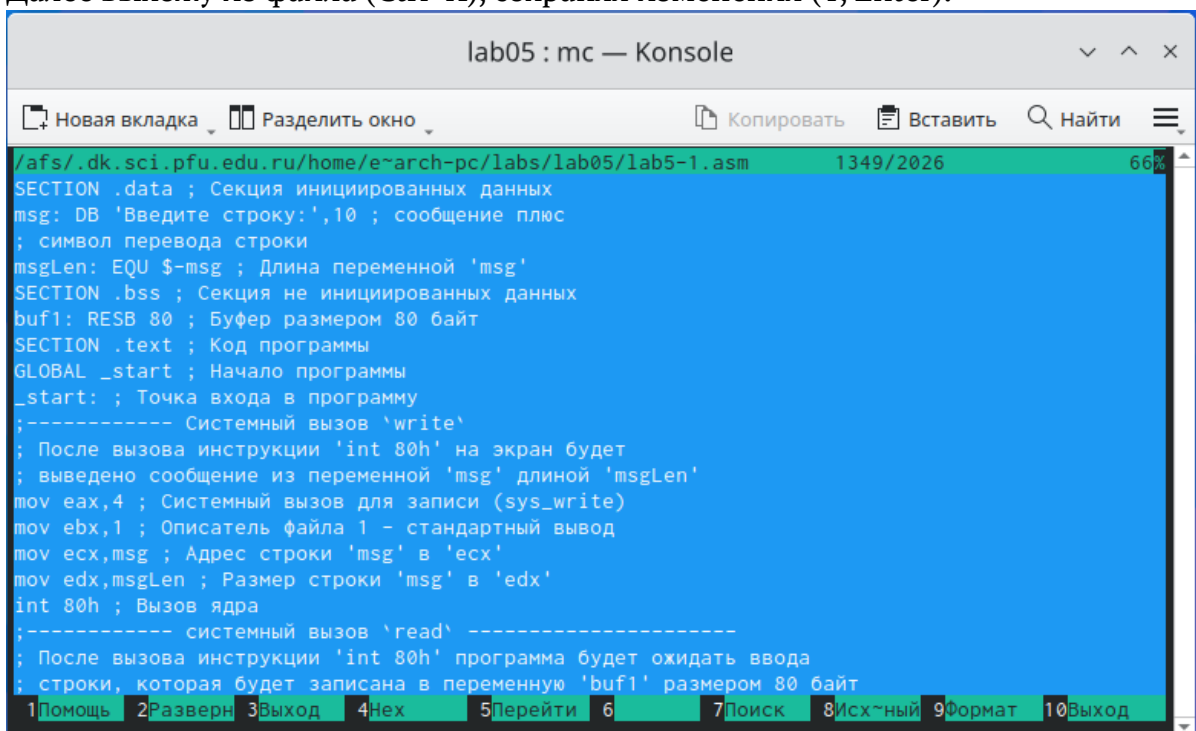 Далее выхожу из файла (Ctrl+X), сохраняя изменения (Y, Enter).
lab05 : mc — Konsole
Новая вкладка Разделить окно Копировать Вставить Найти
/afs/.dk.sci.pfu.edu.ru/home/e~arch-pc/labs/lab05/lab5-1.asm 1349/2026 66%
SECTION .data ; Секция инициированных данных
msg: DB 'Введите строку:',10 ; сообщение плюс
; символ перевода строки
msgLen: EQU $-msg ; Длина переменной 'msg'
SECTION .bss ; Секция не инициированных данных
buf1: RESB 80 ; Буфер размером 80 байт
SECTION .text ; Код программы
GLOBAL _start ; Начало программы
_start: ; Точка входа в программу
;------------ Системный вызов `write`
; После вызова инструкции 'int 80h' на экран будет
; выведено сообщение из переменной 'msg' длиной 'msgLen'
mov eax,4 ; Системный вызов для записи (sys_write)
mov ebx,1 ; Описатель файла 1 - стандартный вывод
mov ecx,msg ; Адрес строки 'msg' в 'ecx'
mov edx,msgLen ; Размер строки 'msg' в 'edx'
int 80h ; Вызов ядра
;------------ системный вызов `read` ----------------------
; После вызова инструкции 'int 80h' программа будет ожидать ввода
; строки, которая будет записана в переменную 'buf1' размером 80 байт
1Помощь 2Разверн 3Выход 4Hex 5Перейти 6 7Поиск 8Исх~ный 9Формат 10Выход